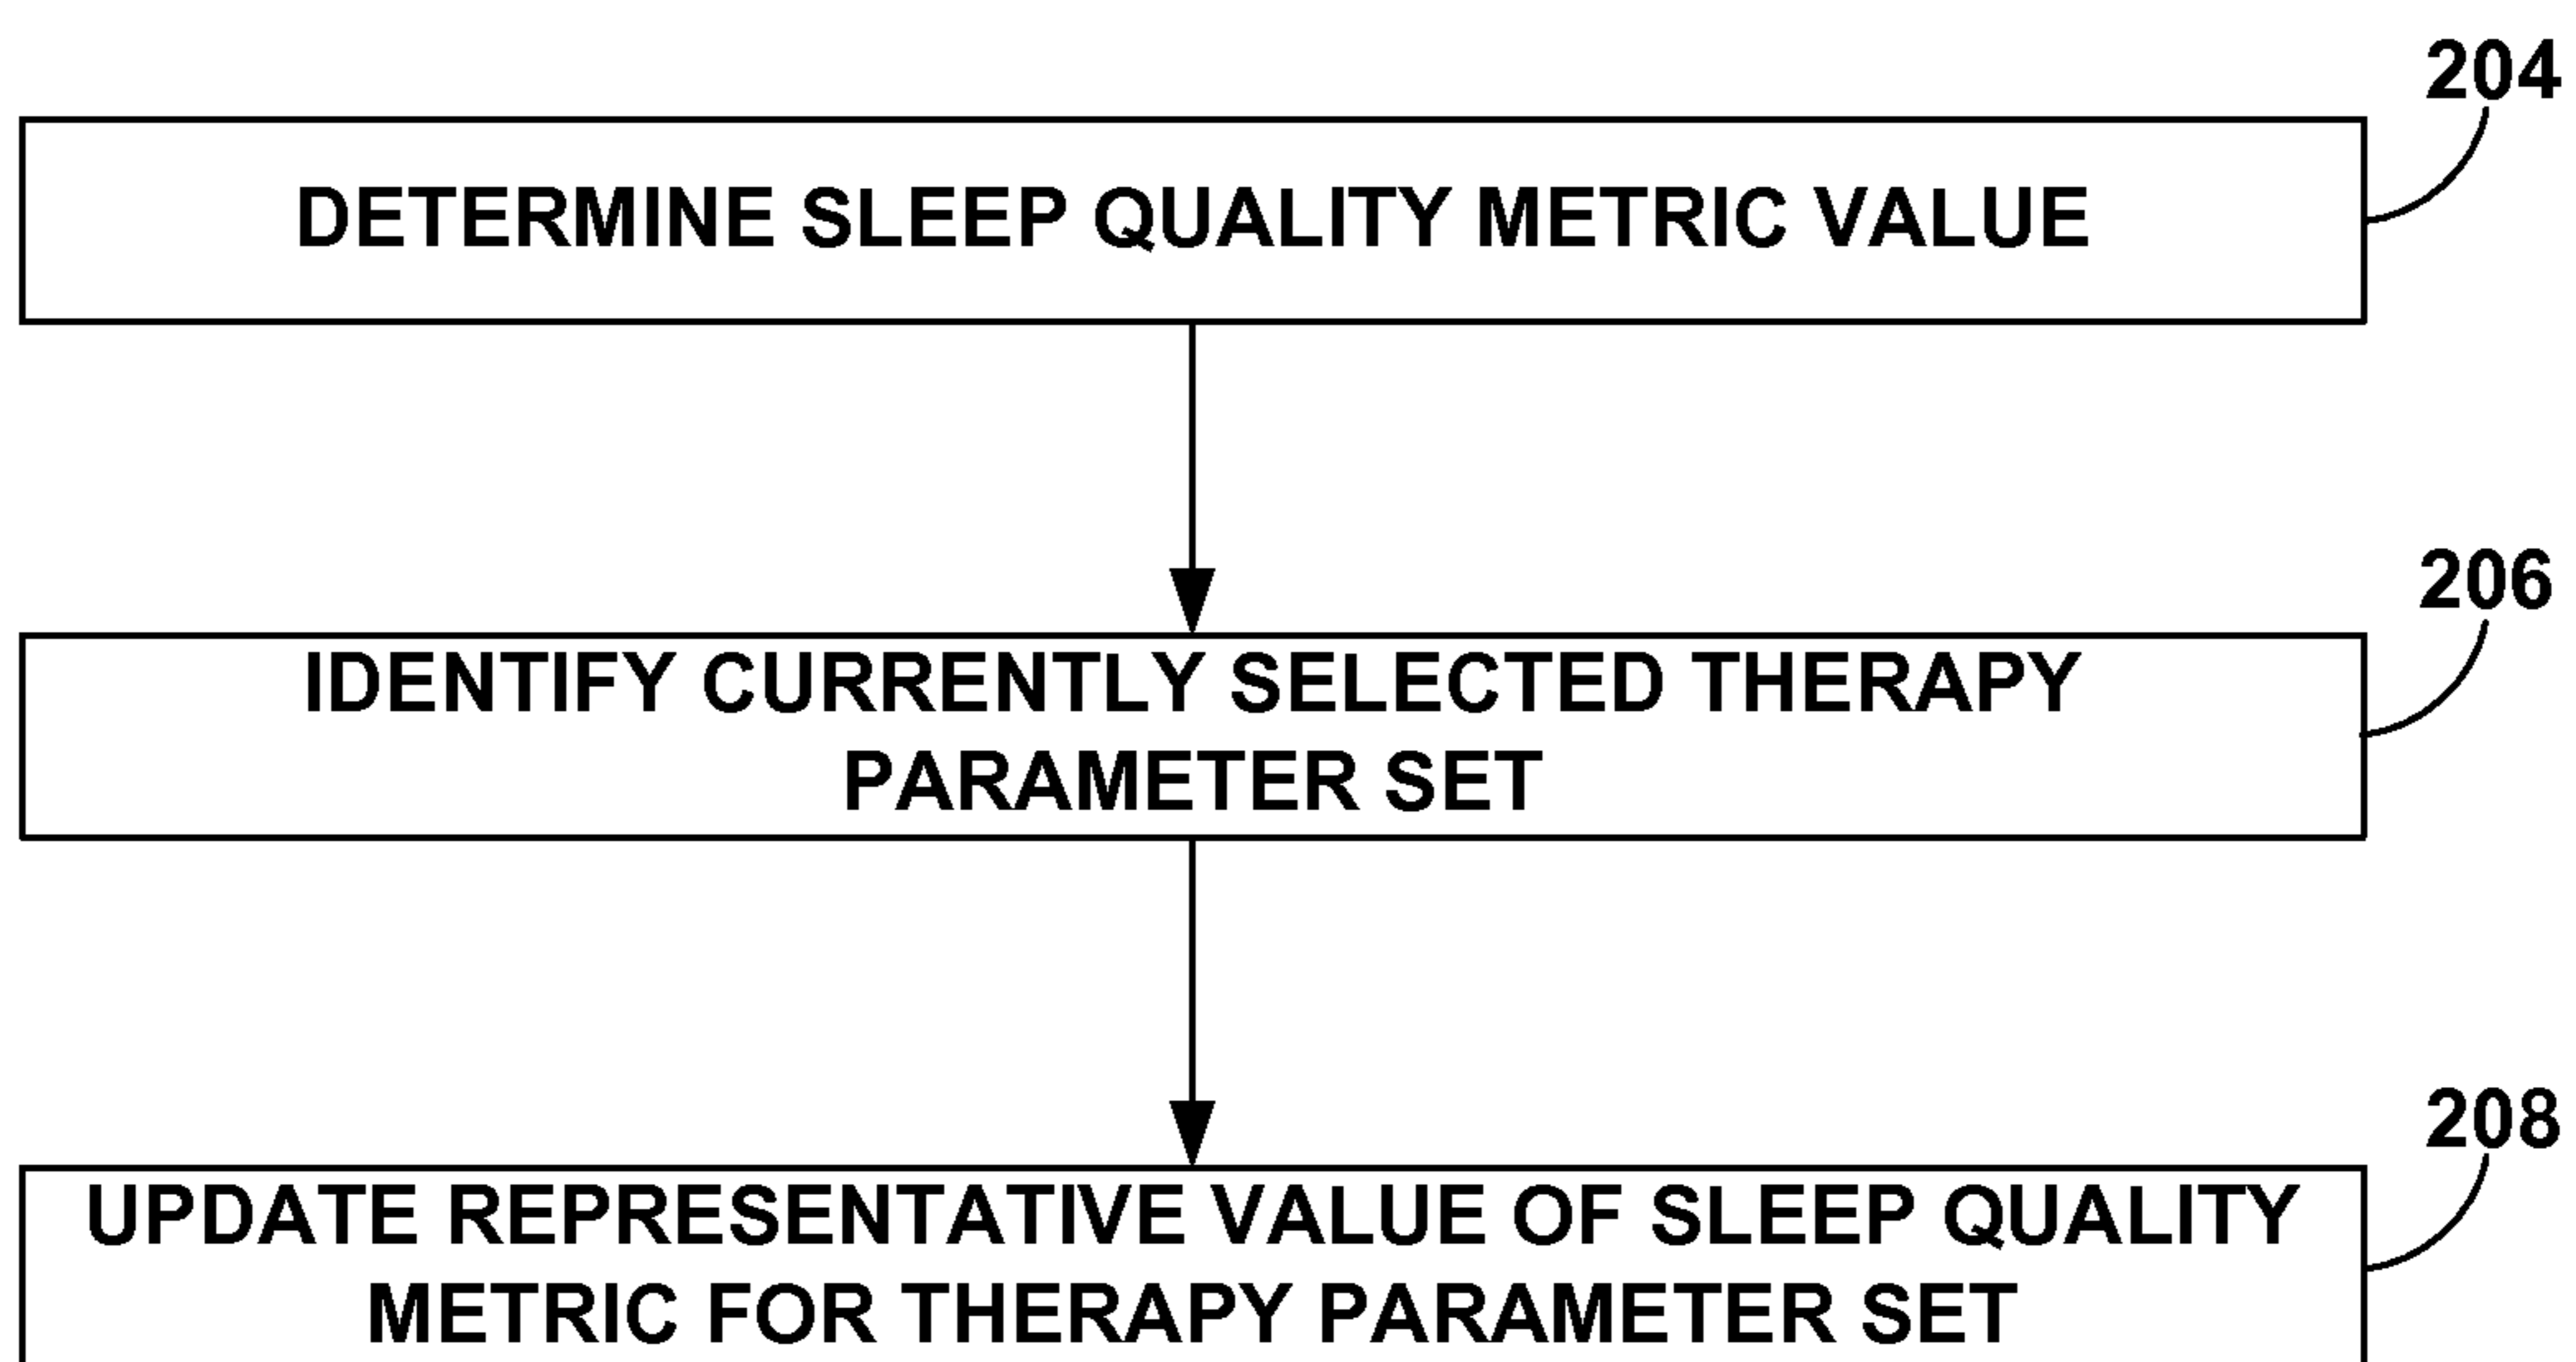 204
DETERMINE SLEEP QUALITY METRIC VALUE
206
IDENTIFY CURRENTLY SELECTED THERAPY
PARAMETER SET
208
UPDATE REPRESENTATIVE VALUE OF SLEEP QUALITY
METRIC FOR THERAPY PARAMETER SET